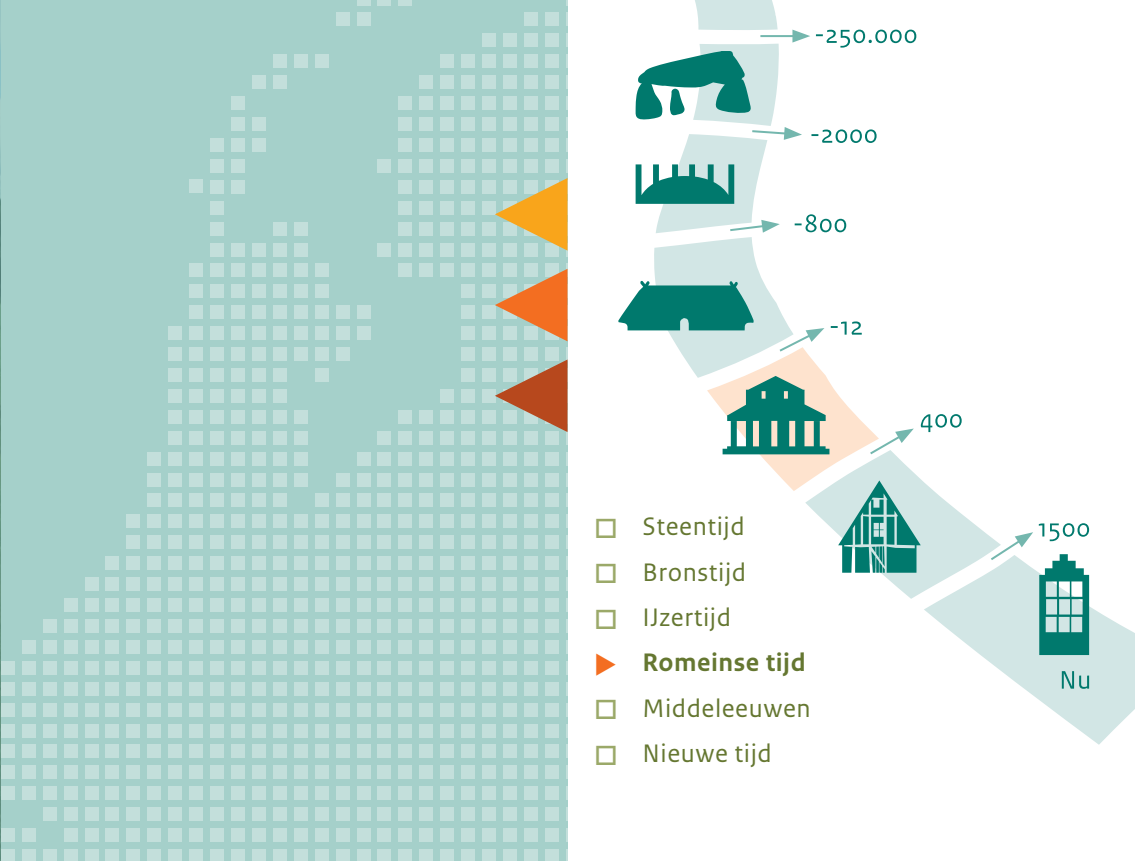 -250.000
-2000
-800
-12
400
1500
Nu
Steentijd
Bronstijd
IJzertijd
Romeinse tijd
Middeleeuwen
Nieuwe tijd